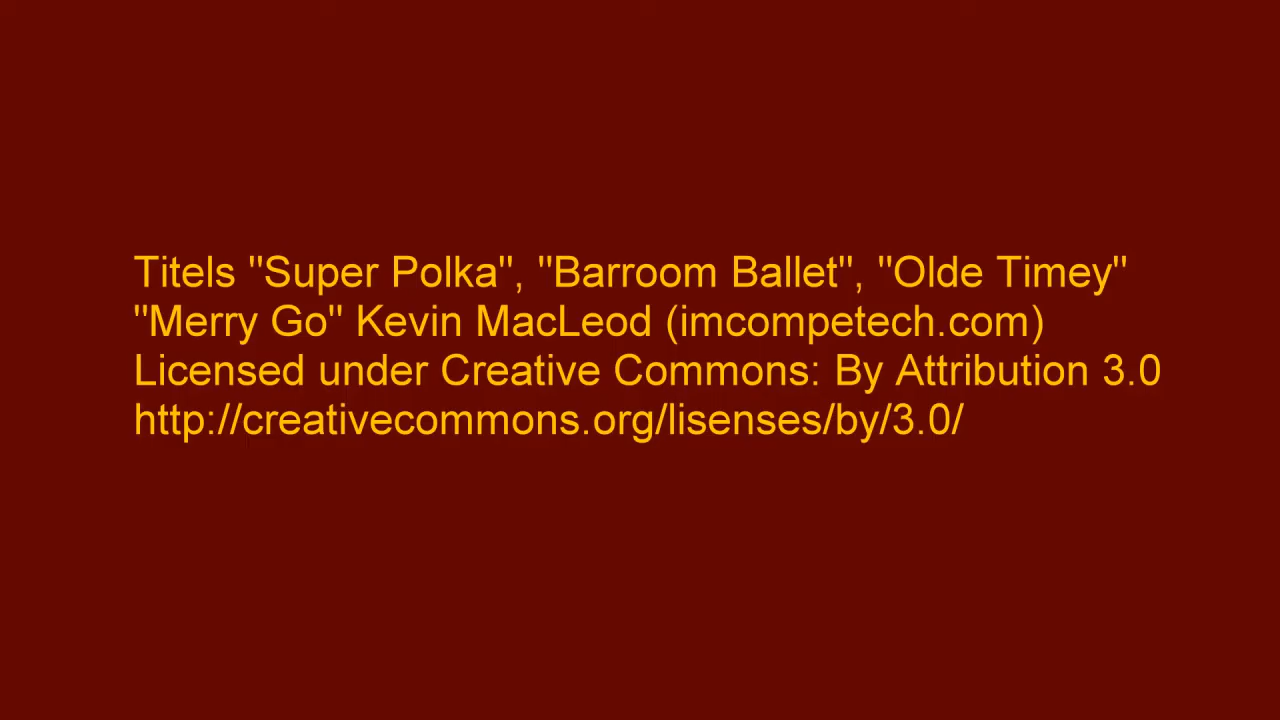 Titels "Super Polka", "Barroom Ballet", "Olde Timey"
"Merry Go" Kevin MacLeod (imcompetech.com)
Licensed under Creative Commons: By Attribution 3.0
http://creativecommons.org/lisenses/by/3.0/